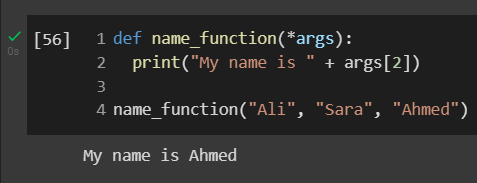 [56] 1 def name_function(*args):
0s 2   print("My name is " + args[2])
3
4 name_function("Ali", "Sara", "Ahmed")
My name is Ahmed